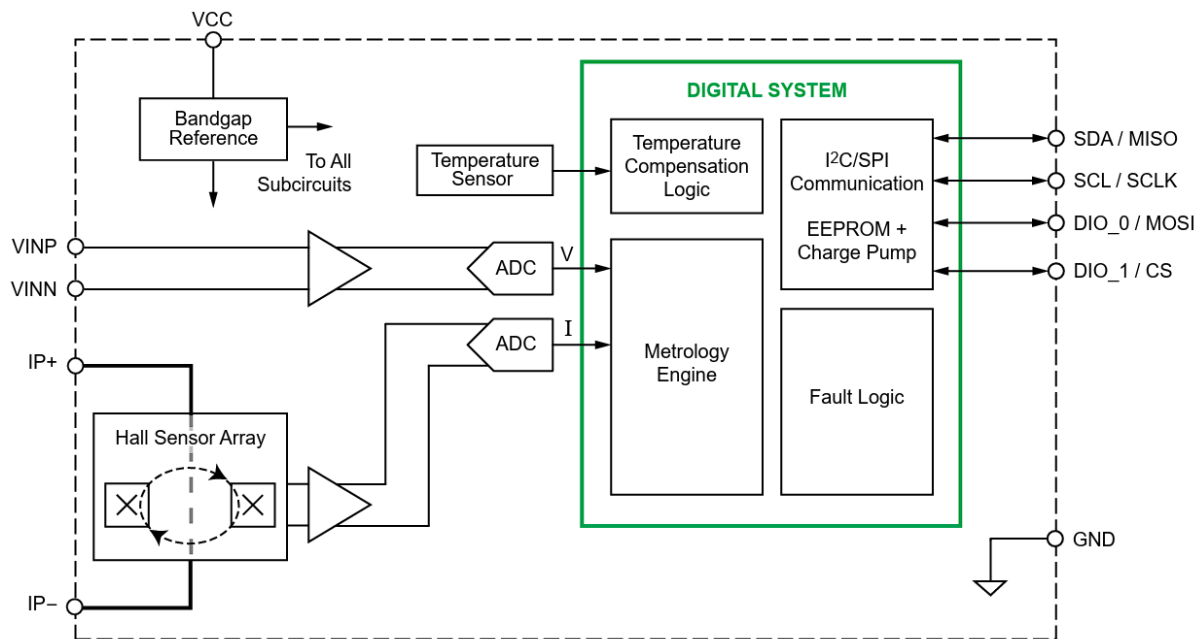 VCC
DIGITAL SYSTEM
Bandgap
Reference
To All
Subcircuits
Temperature
Sensor
Temperature
Compensation
Logic
I²C/SPI
Communication
EEPROM +
Charge Pump
SDA / MISO
SCL / SCLK
DIO_0 / MOSI
DIO_1 / CS
VINP
VINN
ADC
V
ADC
I
Metrology
Engine
Fault Logic
IP+
Hall Sensor Array
IP–
GND